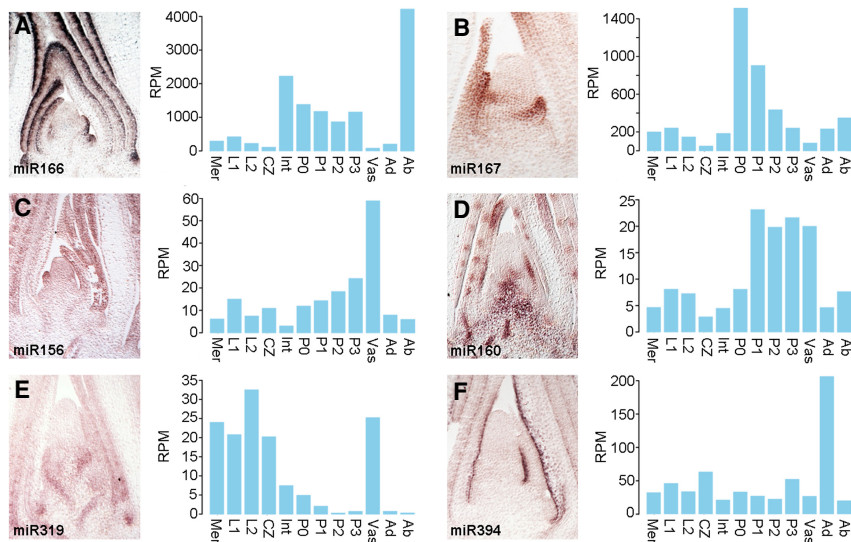 A
RPM
4000
3000
2000
1000
0
Mer L1 L2 CZ Int P0 P1 P2 P3 Vas Ad Ab
miR166
B
RPM
1400
1000
600
200
0
Mer L1 L2 CZ Int P0 P1 P2 P3 Vas Ad Ab
miR167
C
RPM
60
50
40
30
20
10
0
Mer L1 L2 CZ Int P0 P1 P2 P3 Vas Ad Ab
miR156
D
RPM
25
20
15
10
5
0
Mer L1 L2 CZ Int P0 P1 P2 P3 Vas Ad Ab
miR160
E
RPM
35
30
25
20
15
10
5
0
Mer L1 L2 CZ Int P0 P1 P2 P3 Vas Ad Ab
miR319
F
RPM
200
150
100
50
0
Mer L1 L2 CZ Int P0 P1 P2 P3 Vas Ad Ab
miR394